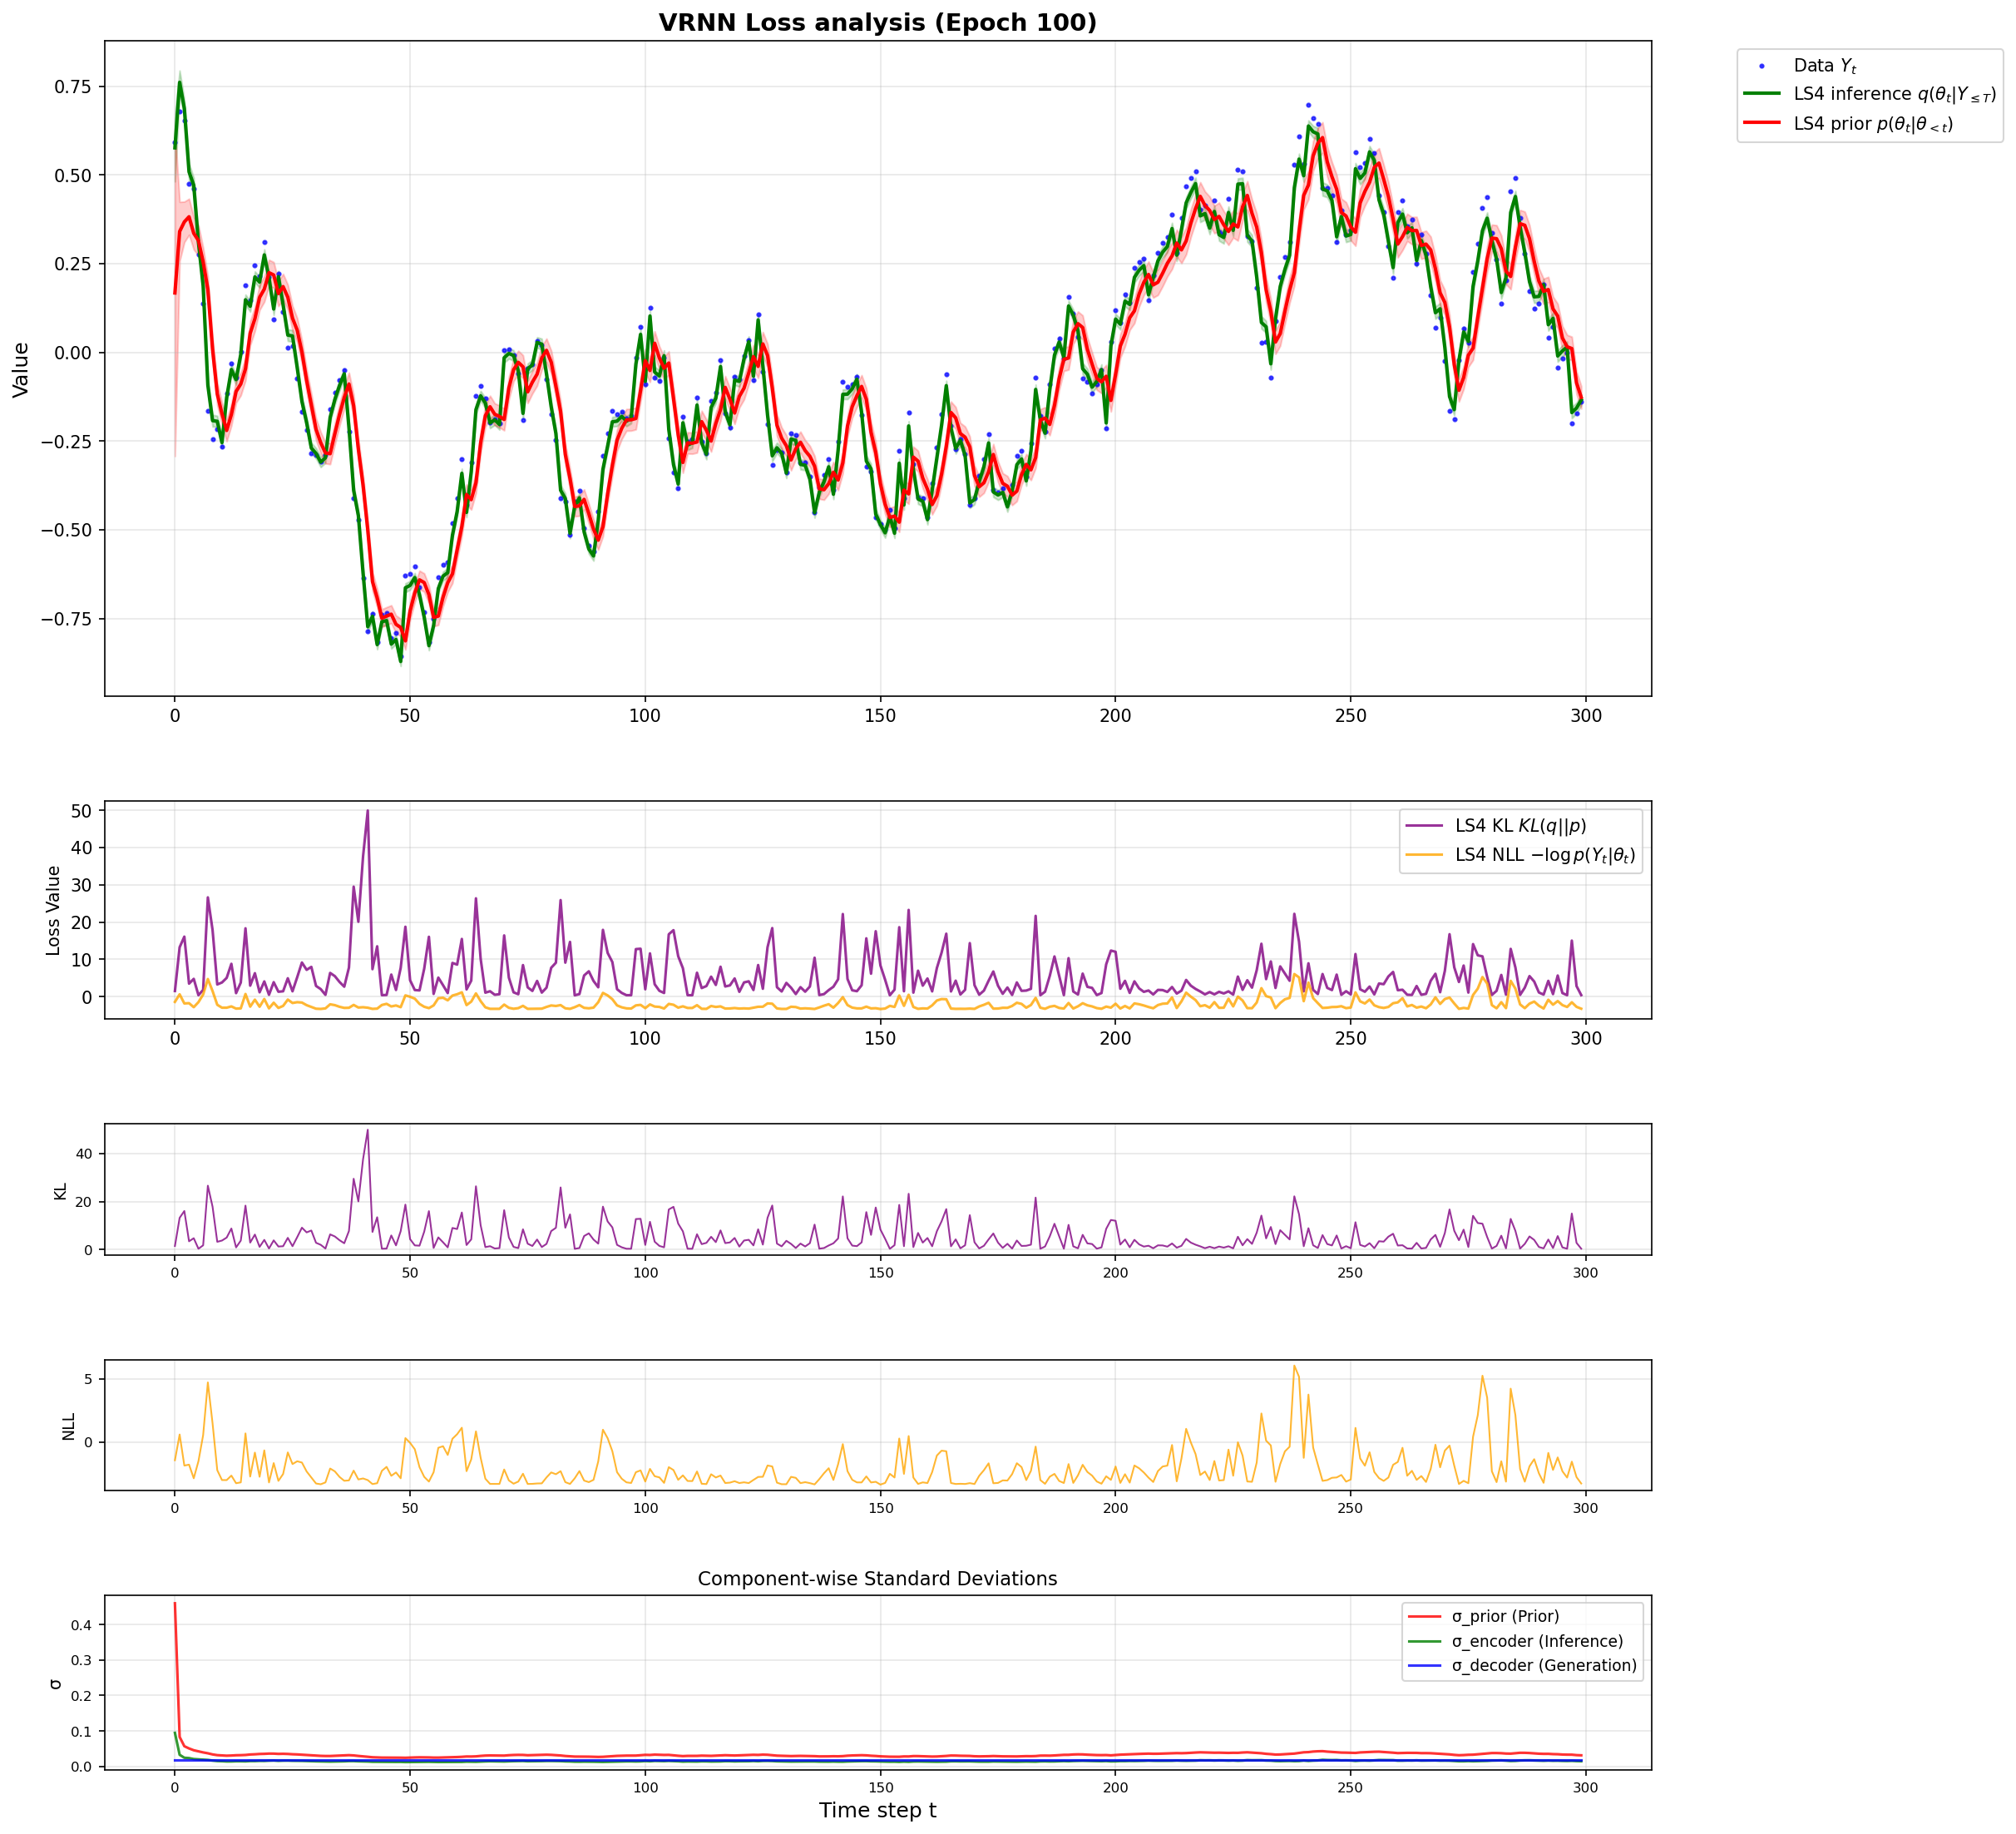 VRNN Loss analysis (Epoch 100)
Data Y_t
LS4 inference q(θ_t|Y_≤T)
LS4 prior p(θ_t|θ_<t)
Value
0.75
0.50
0.25
0.00
−0.25
−0.50
−0.75
0 50 100 150 200 250 300
Loss Value
50
40
30
20
10
0
LS4 KL KL(q||p)
LS4 NLL −log p(Y_t|θ_t)
0 50 100 150 200 250 300
KL
40
20
0
0 50 100 150 200 250 300
NLL
5
0
0 50 100 150 200 250 300
Component-wise Standard Deviations
σ
0.4
0.3
0.2
0.1
0.0
σ_prior (Prior)
σ_encoder (Inference)
σ_decoder (Generation)
0 50 100 150 200 250 300
Time step t